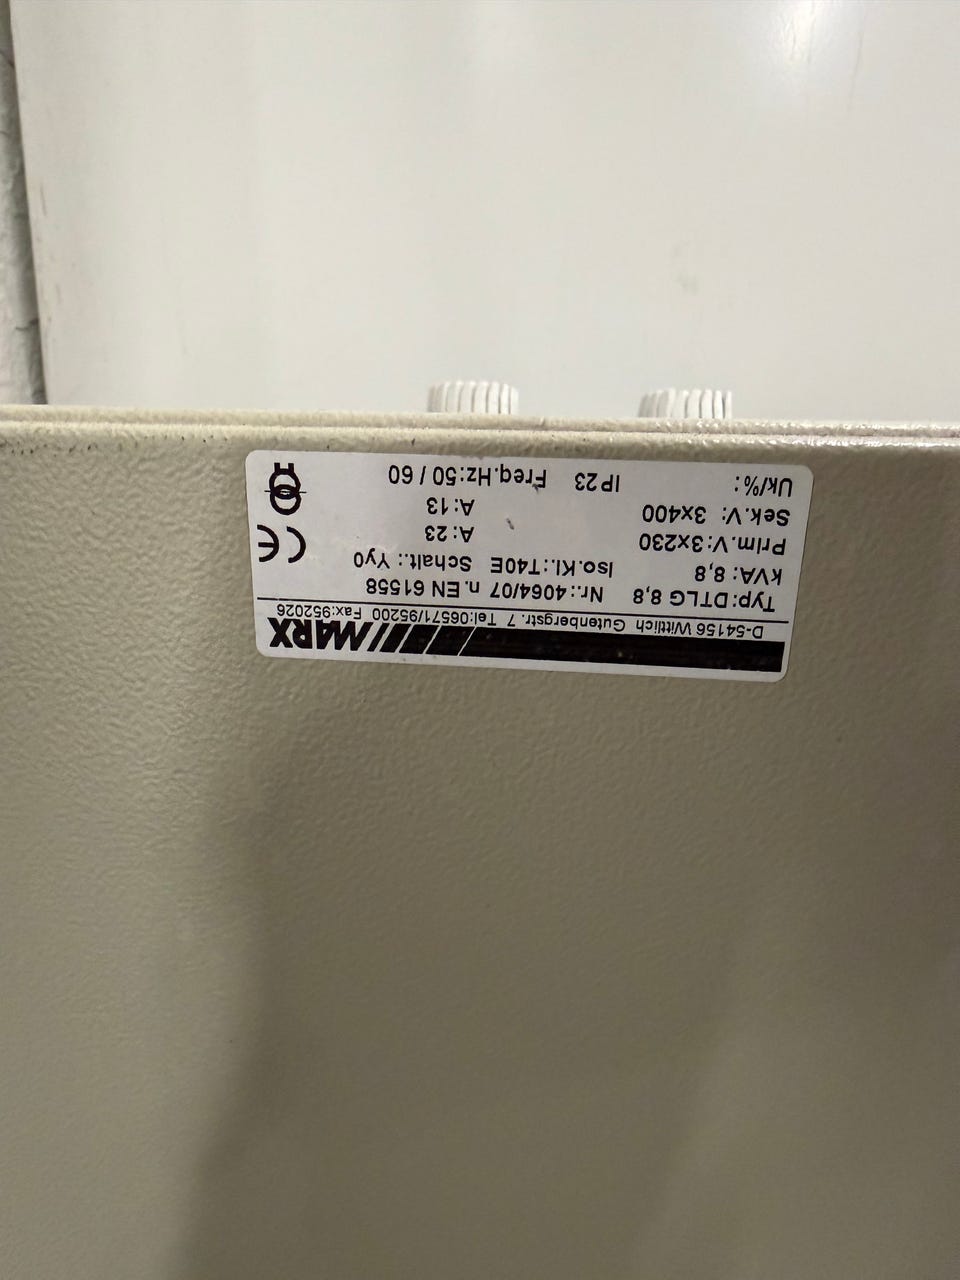 MARX
D-54156 Wittlich Gutenbergstr. 7 Tel:06571/95200 Fax:952026
Typ:DTLG 8,8 Nr.:4064/07 n.EN 61558
kVA: 8,8 Iso.Kl.:T40E Schalt.: Yy0
Prim.V:3x230 A:23
Sek.V: 3x400 A:13
Uk/%: IP23 Freq.Hz:50 / 60
CE